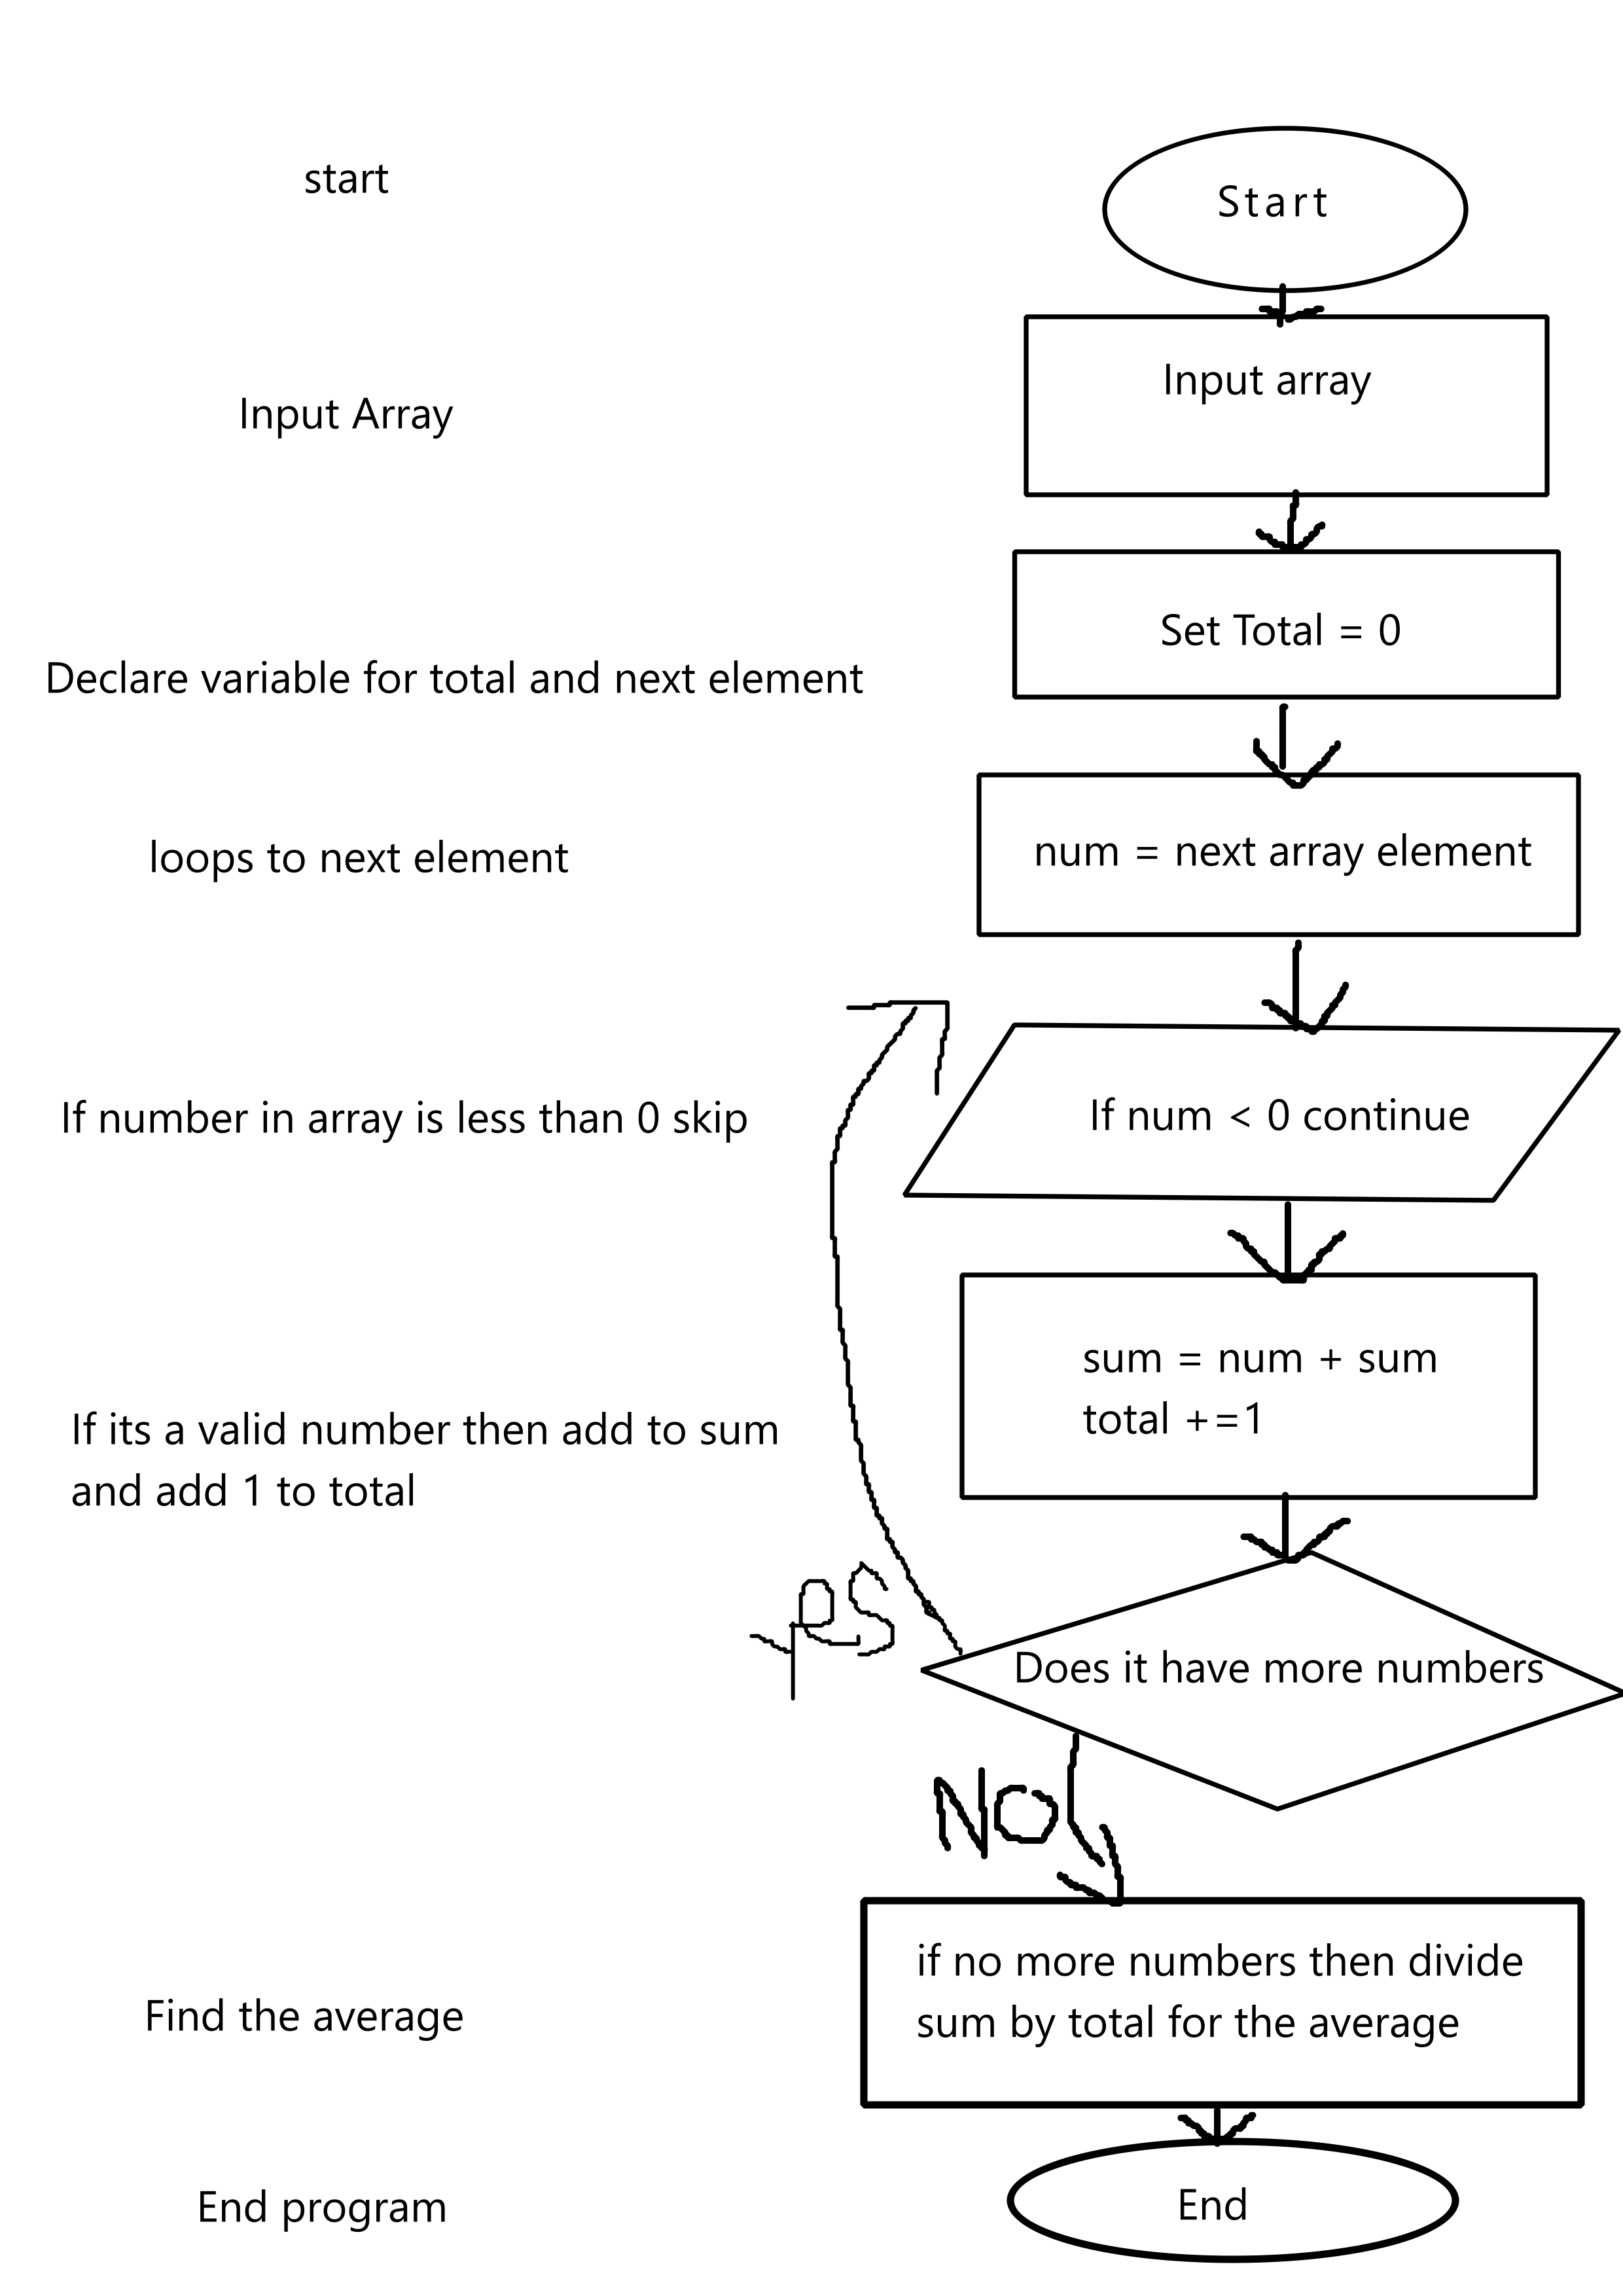 start
Start
Input array
Input Array
Set Total = 0
Declare variable for total and next element
num = next array element
loops to next element
If number in array is less than 0 skip
If num < 0 continue
sum = num + sum
total +=1
If its a valid number then add to sum
and add 1 to total
yes
Does it have more numbers
No
if no more numbers then divide
sum by total for the average
Find the average
End
End program